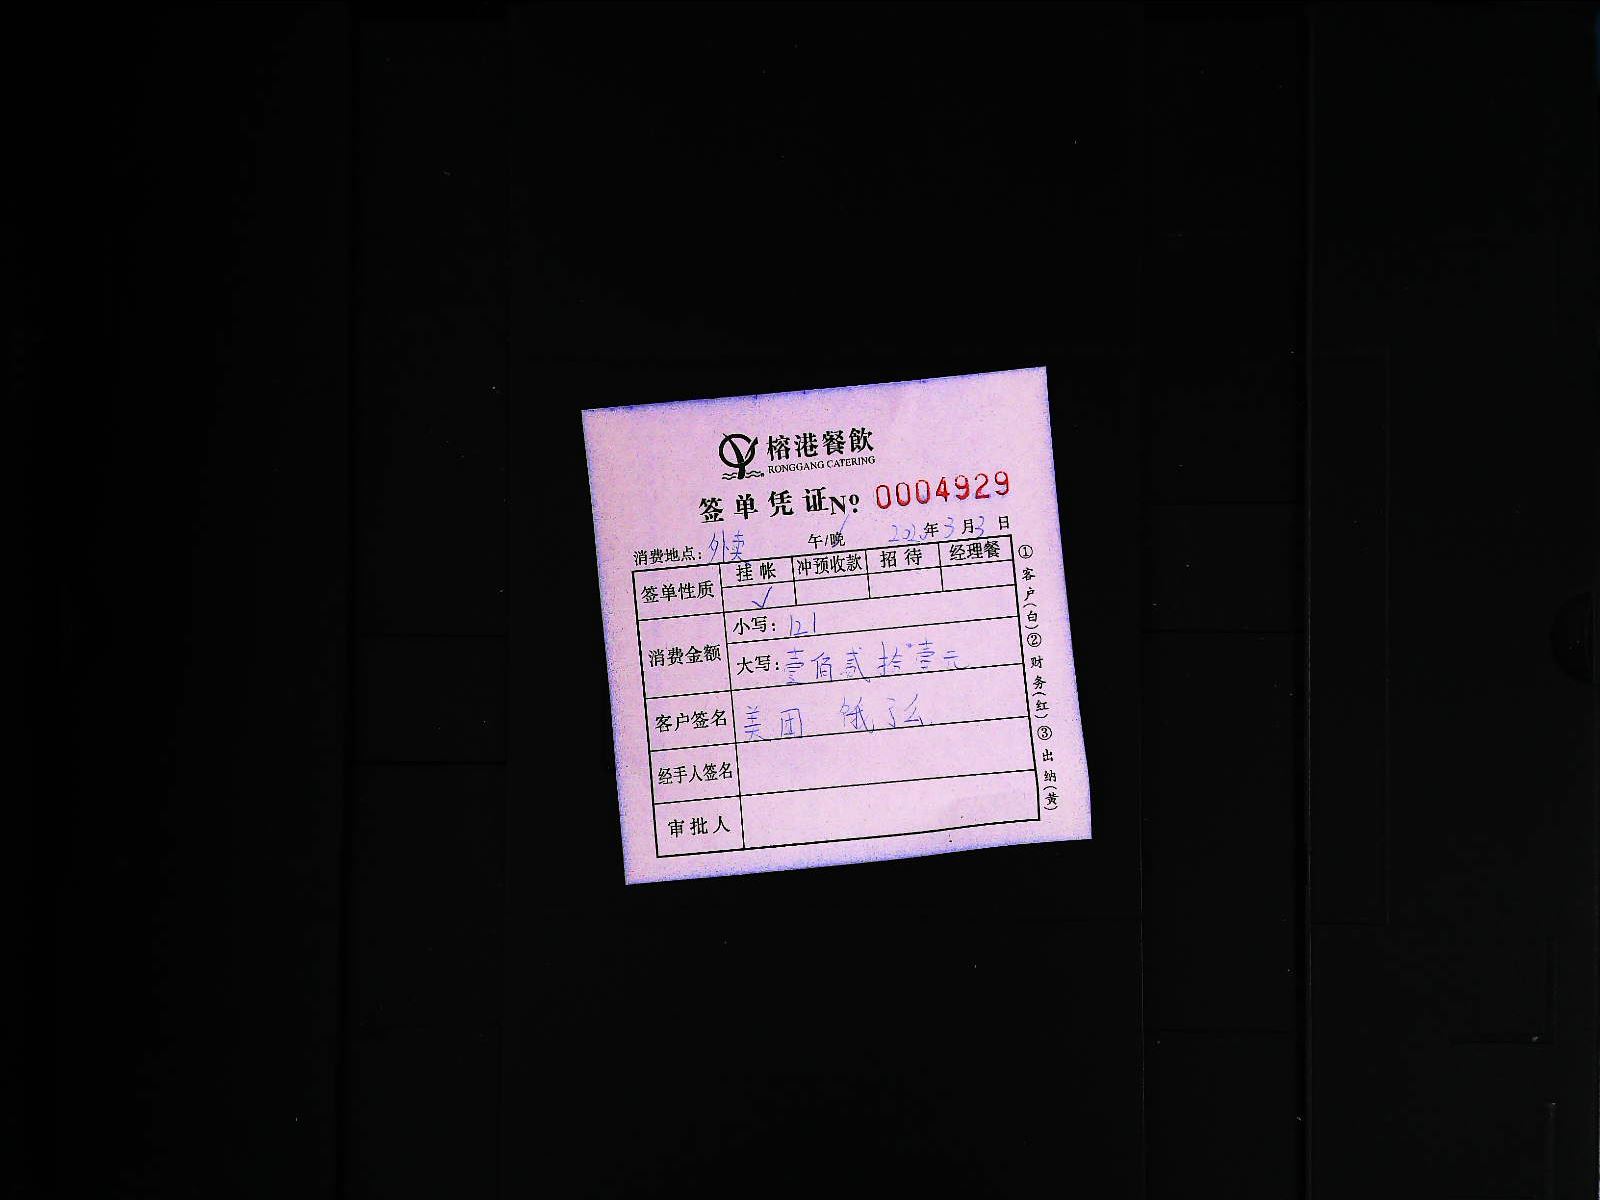 榕港餐飲
RONGGANG CATERING
签单凭证No 0004929
消费地点：外卖 午/晚 年3月3日
签单性质 挂帐 冲预收款 招待 经理餐
✓
消费金额 小写：121
大写：壹佰贰拾壹元
客户签名 美团 饿了么
经手人签名
审批人
①客户(白)②财务(红)③出纳(黄)